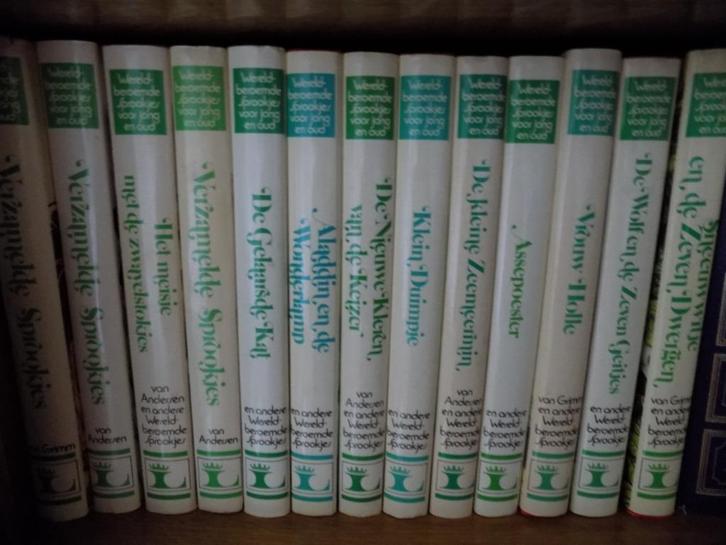 Verzamelde Sprookjes
Grimm
Wereld-
beroemde
sprookjes
voor jong
en oud
Verzamelde Sprookjes
van Andersen
Wereld-
beroemde
sprookjes
voor jong
en oud
Het meisje
met de zwavelstokjes
van
Andersen
en andere
Wereld-
beroemde
sprookjes
Wereld-
beroemde
sprookjes
voor jong
en oud
Verzamelde Sprookjes
van Andersen
Wereld-
beroemde
sprookjes
voor jong
en oud
De Gelaarsde Kat
en andere
Wereld-
beroemde
sprookjes
Wereld-
beroemde
sprookjes
voor jong
en oud
Aladdin en de
Wonderlamp
en andere
Wereld-
beroemde
sprookjes
Wereld-
beroemde
sprookjes
voor jong
en oud
De Nieuwe Kleren
van de Keizer
van
Andersen
en andere
Wereld-
beroemde
sprookjes
Wereld-
beroemde
sprookjes
voor jong
en oud
Klein Duimpje
en andere
Wereld-
beroemde
sprookjes
Wereld-
beroemde
sprookjes
voor jong
en oud
De kleine Zeemeermin
van
Andersen
en andere
Wereld-
beroemde
sprookjes
Wereld-
beroemde
sprookjes
voor jong
en oud
Assepoester
en andere
Wereld-
beroemde
sprookjes
Wereld-
beroemde
sprookjes
voor jong
en oud
Vrouw Holle
van Grimm
en andere
Wereld-
beroemde
sprookjes
Wereld-
beroemde
sprookjes
voor jong
en oud
De Wolf en de Zeven Geitjes
en andere
Wereld-
beroemde
sprookjes
Wereld-
beroemde
sprookjes
voor jong
en oud
en de Zeven Dwergen
van Grimm
en andere
Wereld-
beroemde
sprookjes